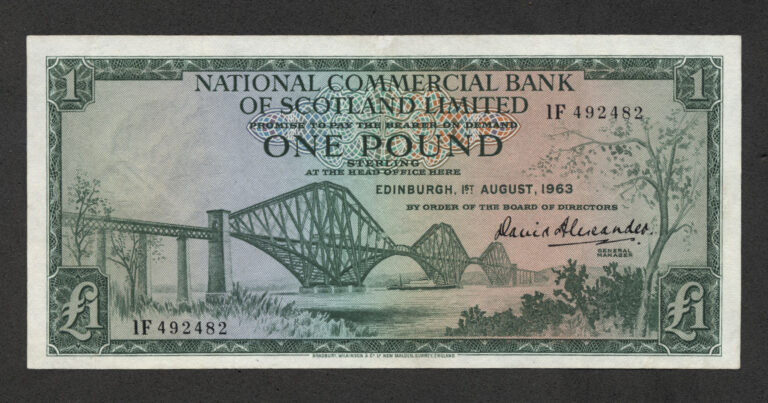 1
1
NATIONAL COMMERCIAL BANK
OF SCOTLAND LIMITED
1F 492482
PROMISE TO PAY THE BEARER ON DEMAND
ONE POUND
STERLING
AT THE HEAD OFFICE HERE
EDINBURGH, 1ST AUGUST, 1963
BY ORDER OF THE BOARD OF DIRECTORS
David Alexander.
GENERAL
MANAGER
£1
1F 492482
£1
BRADBURY, WILKINSON & Co. Ld NEW MALDEN, SURREY, ENGLAND